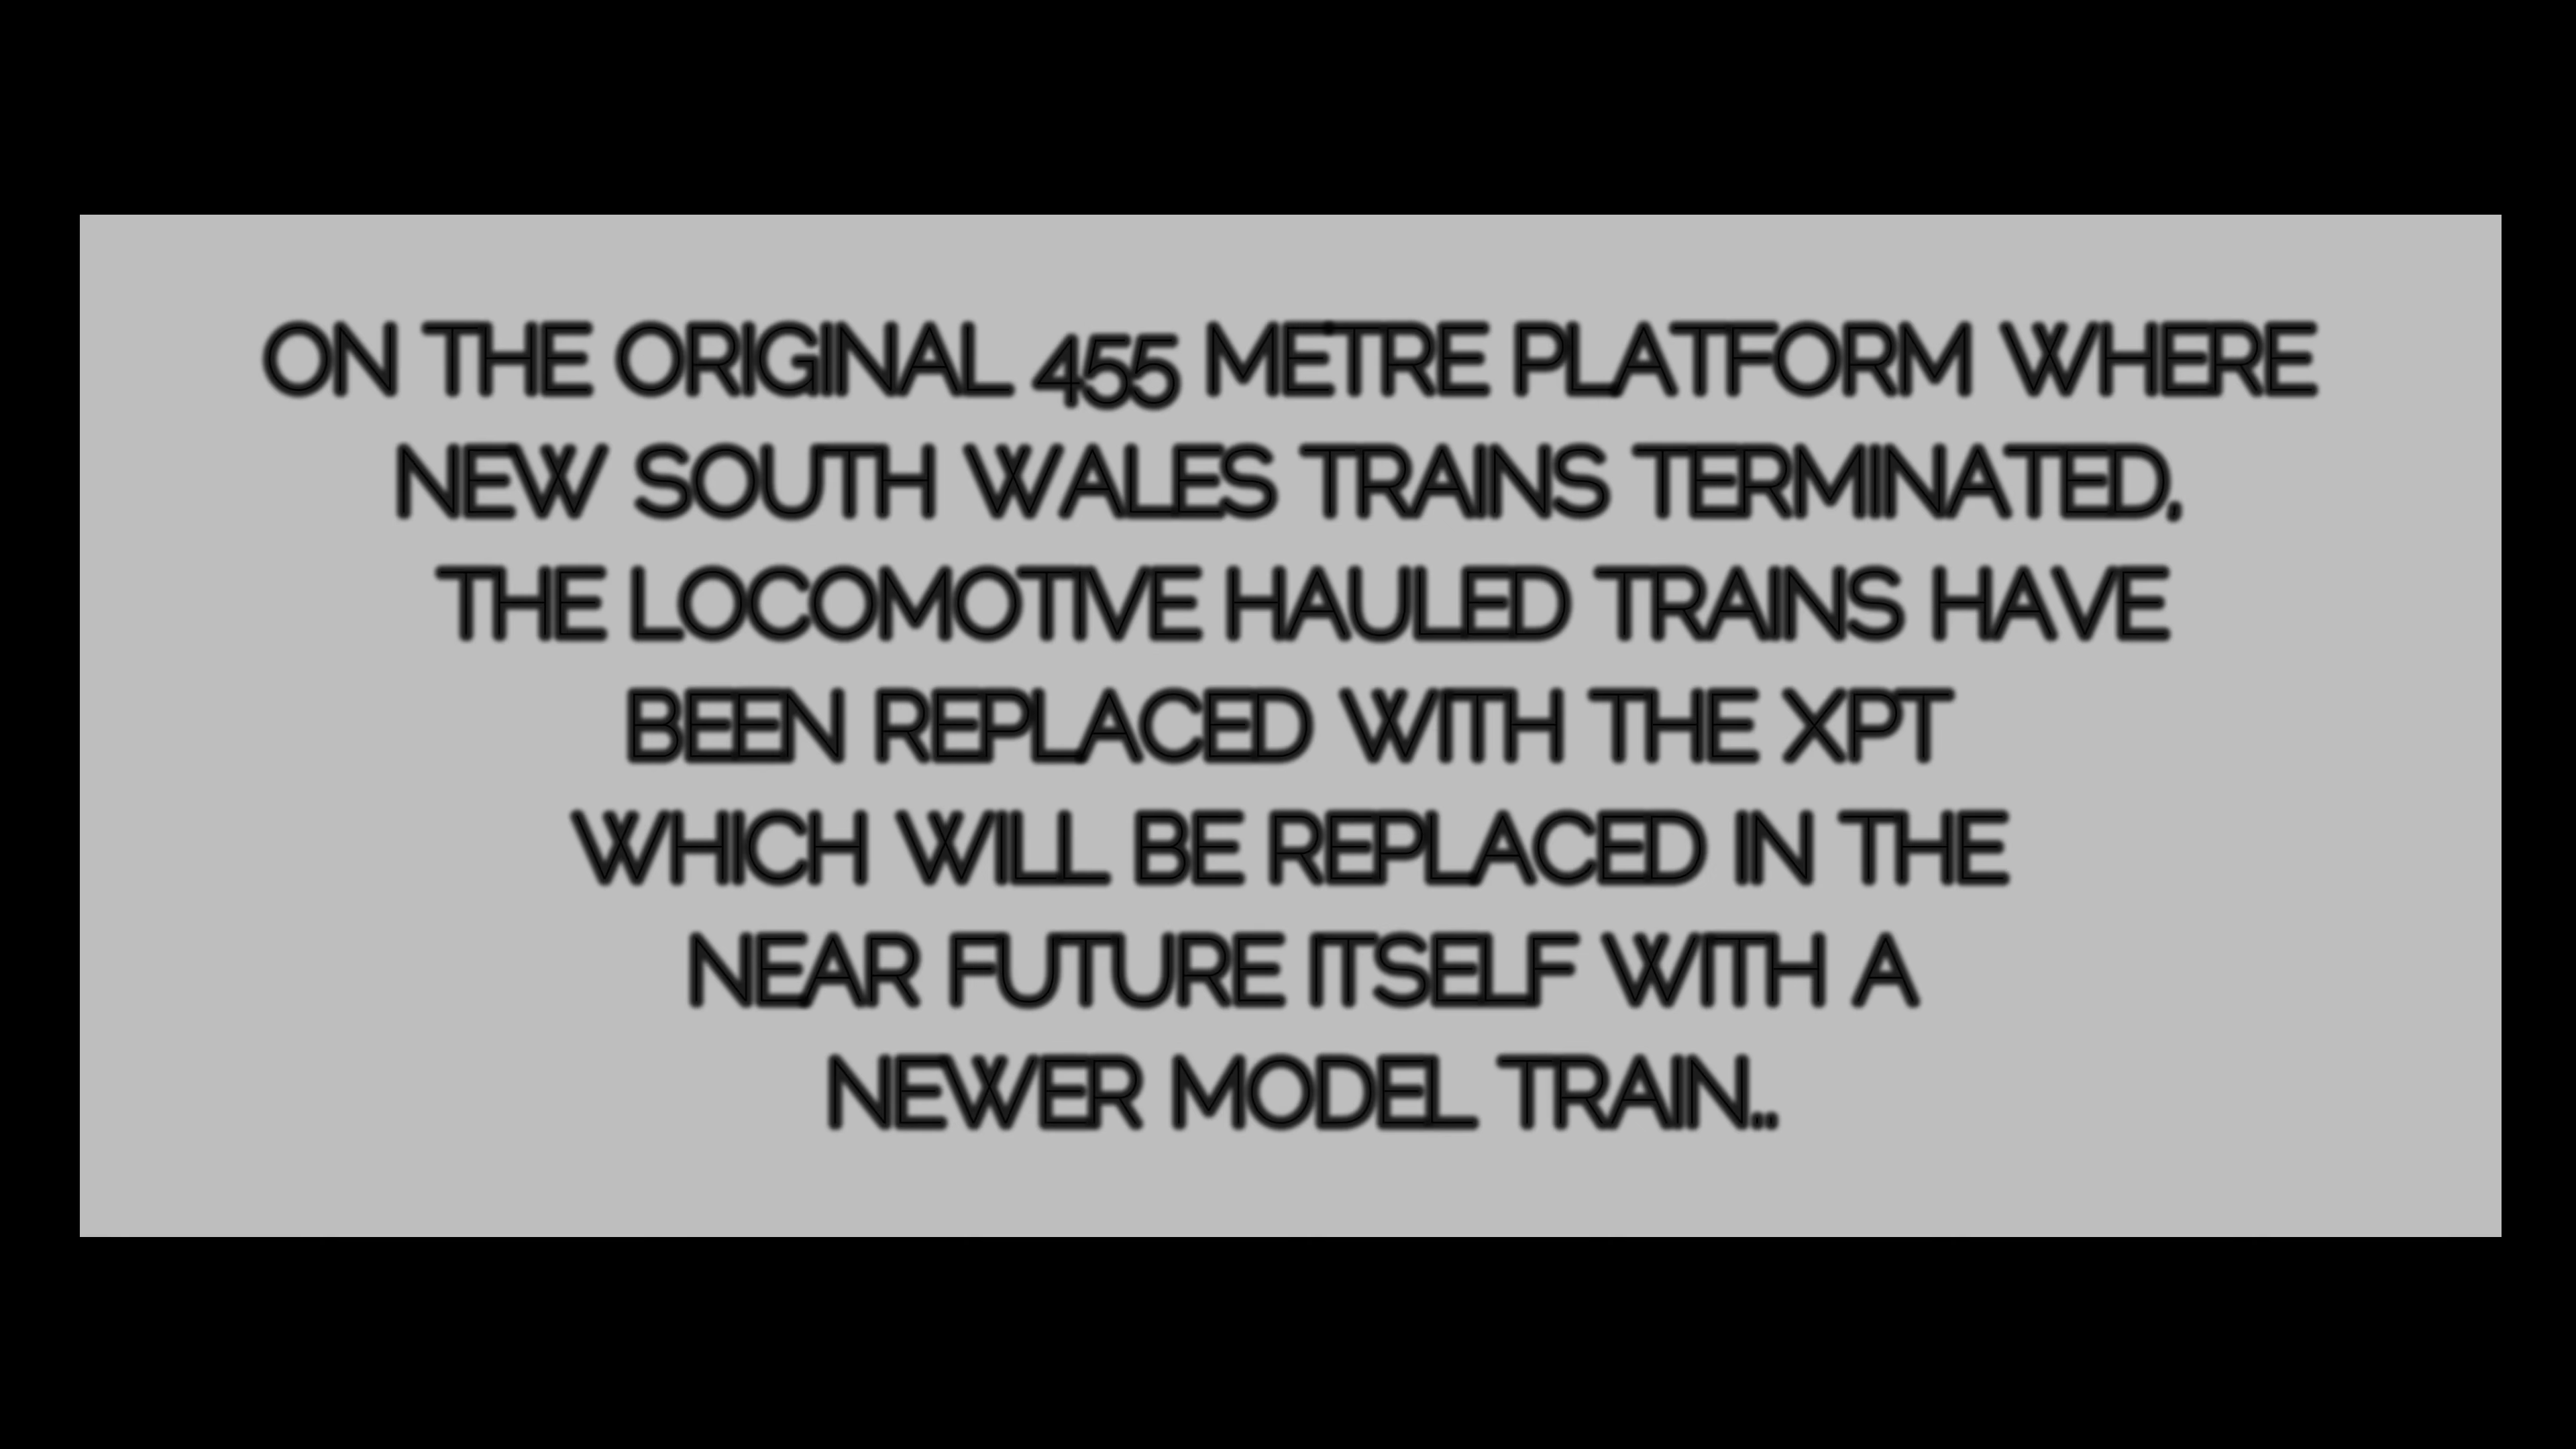 ON THE ORIGINAL 455 METRE PLATFORM WHERE
NEW SOUTH WALES TRAINS TERMINATED,
THE LOCOMOTIVE HAULED TRAINS HAVE
BEEN REPLACED WITH THE XPT
WHICH WILL BE REPLACED IN THE
NEAR FUTURE ITSELF WITH A
NEWER MODEL TRAIN..